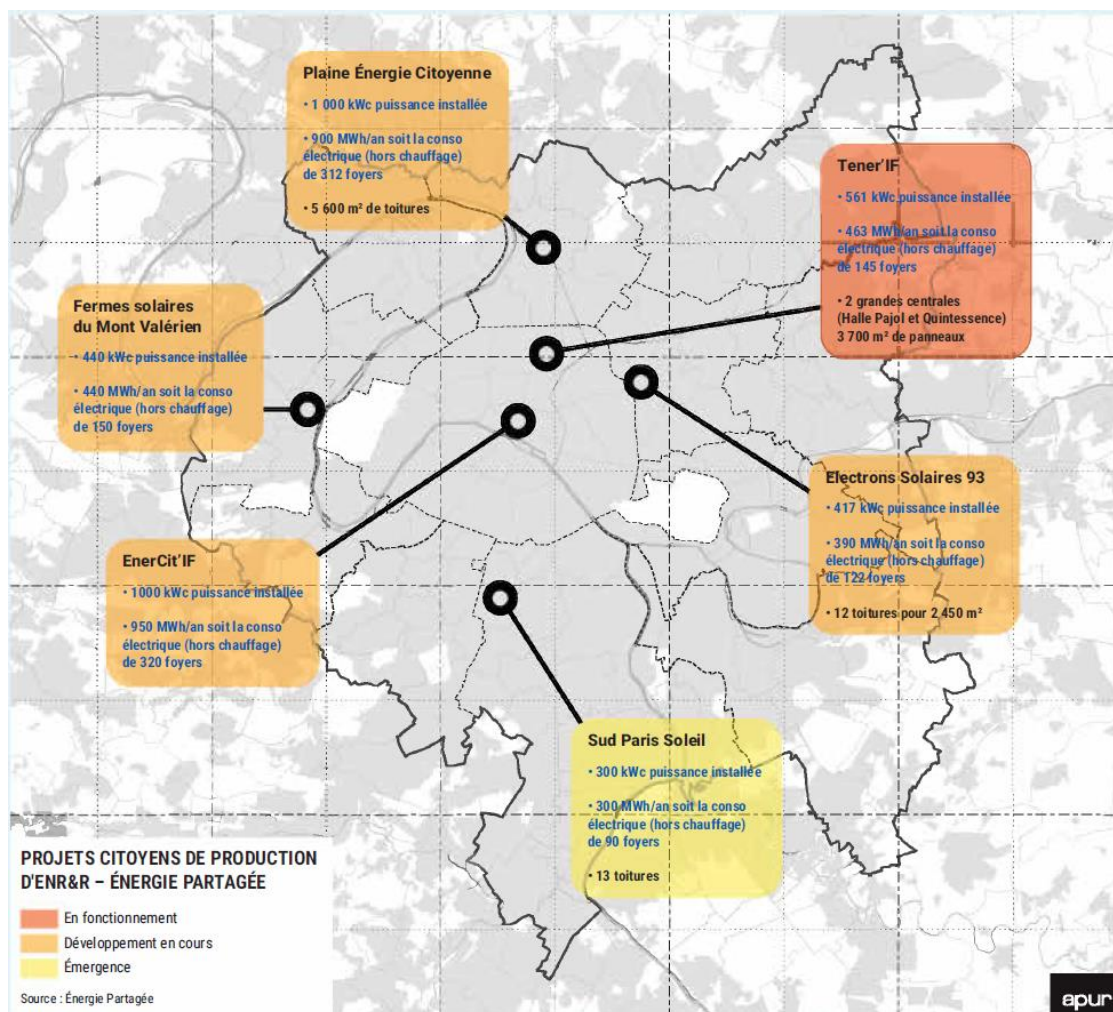 Plaine Énergie Citoyenne
• 1 000 kWc puissance installée
• 900 MWh/an soit la conso
électrique (hors chauffage)
de 312 foyers
• 5 600 m² de toitures
Tener'IF
• 561 kWc puissance installée
• 463 MWh/an soit la conso
électrique (hors chauffage)
de 145 foyers
• 2 grandes centrales
(Halle Pajol et Quintessence)
3 700 m² de panneaux
Fermes solaires
du Mont Valérien
• 440 kWc puissance installée
• 440 MWh/an soit la conso
électrique (hors chauffage)
de 150 foyers
Electrons Solaires 93
• 417 kWc puissance installée
• 390 MWh/an soit la conso
électrique (hors chauffage)
de 122 foyers
• 12 toitures pour 2 450 m²
EnerCit'IF
• 1000 kWc puissance installée
• 950 MWh/an soit la conso
électrique (hors chauffage)
de 320 foyers
Sud Paris Soleil
• 300 kWc puissance installée
• 300 MWh/an soit la conso
électrique (hors chauffage)
de 90 foyers
• 13 toitures
PROJETS CITOYENS DE PRODUCTION
D'ENR&R – ÉNERGIE PARTAGÉE
En fonctionnement
Développement en cours
Émergence
Source : Énergie Partagée
apur